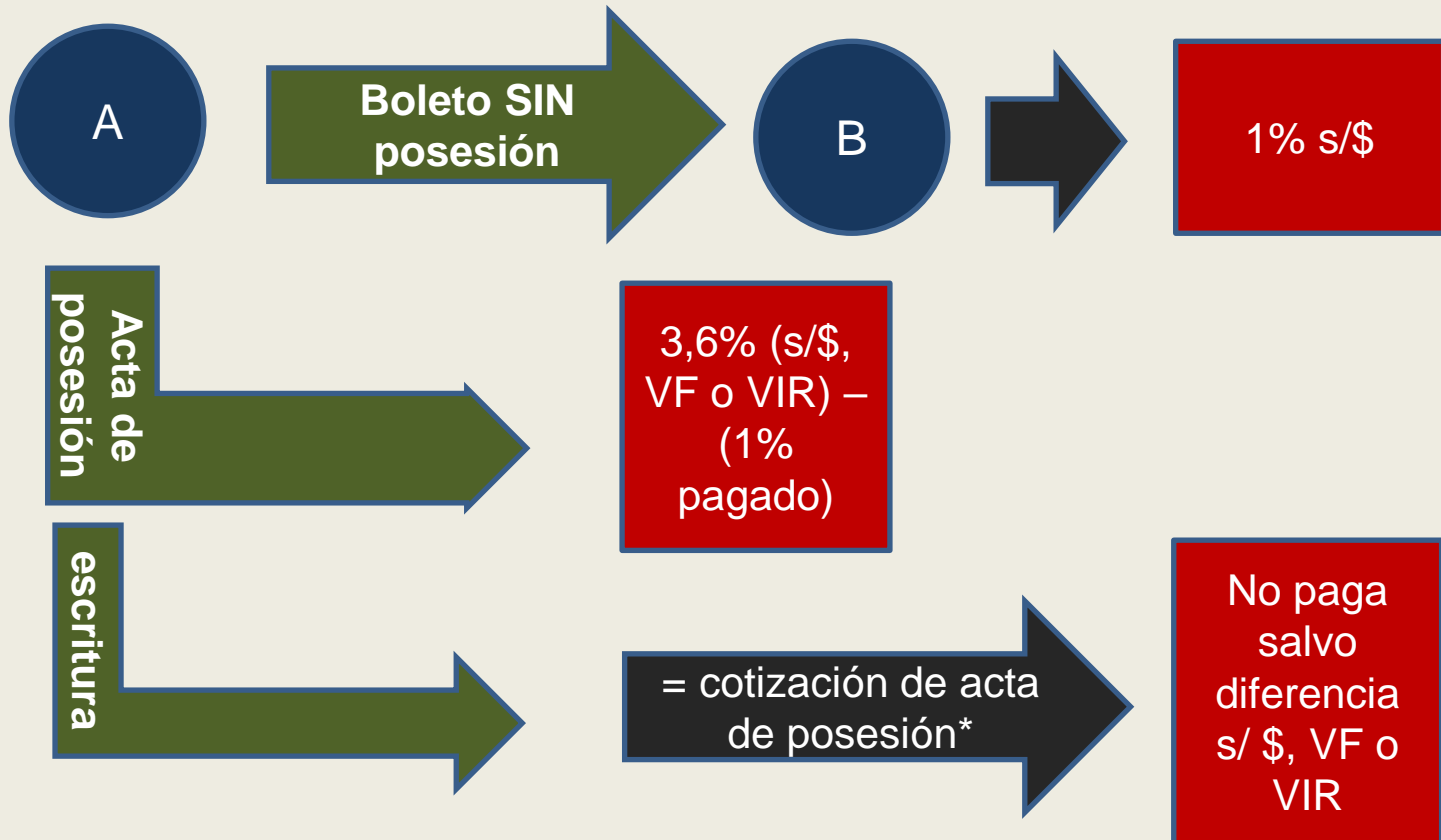 A
Boleto SIN
posesión
B
1% s/$
Acta de
posesión
3,6% (s/$,
VF o VIR) –
(1%
pagado)
escritura
= cotización de acta
de posesión*
No paga
salvo
diferencia
s/ $, VF o
VIR